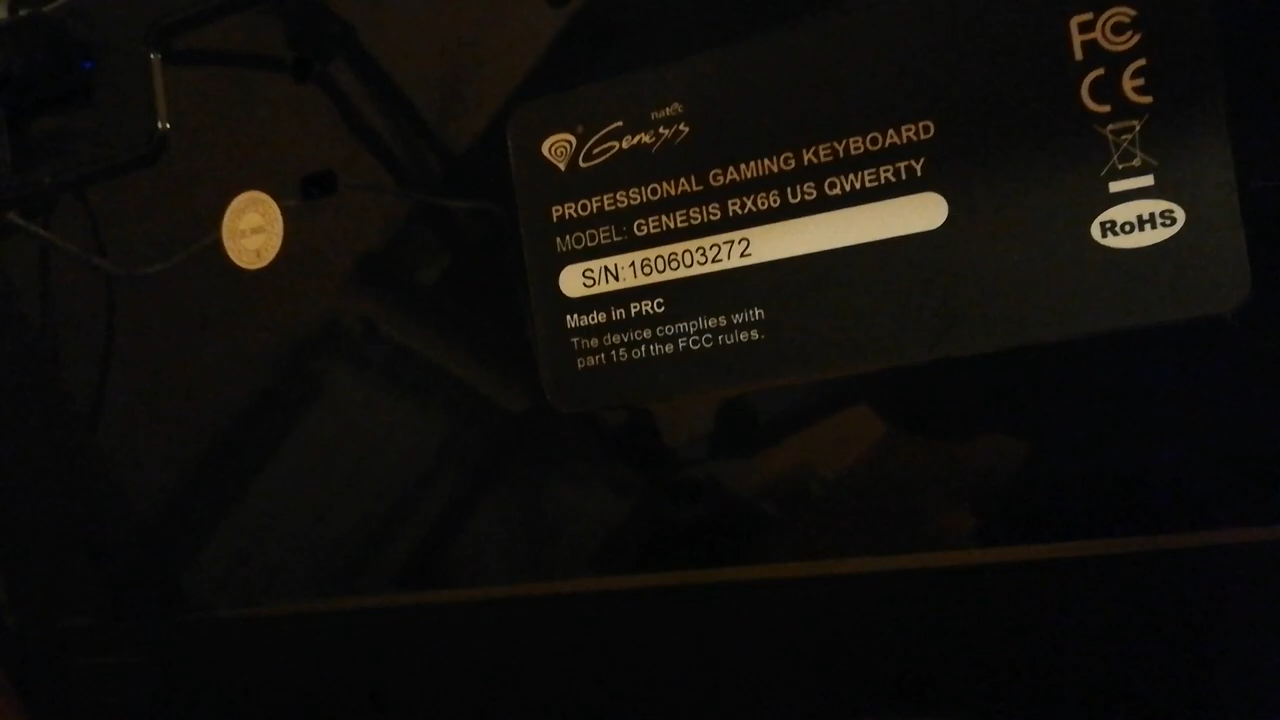 natec
Genesis
PROFESSIONAL GAMING KEYBOARD
MODEL: GENESIS RX66 US QWERTY
S/N:160603272
Made in PRC
The device complies with
part 15 of the FCC rules.
FC
CE
RoHS